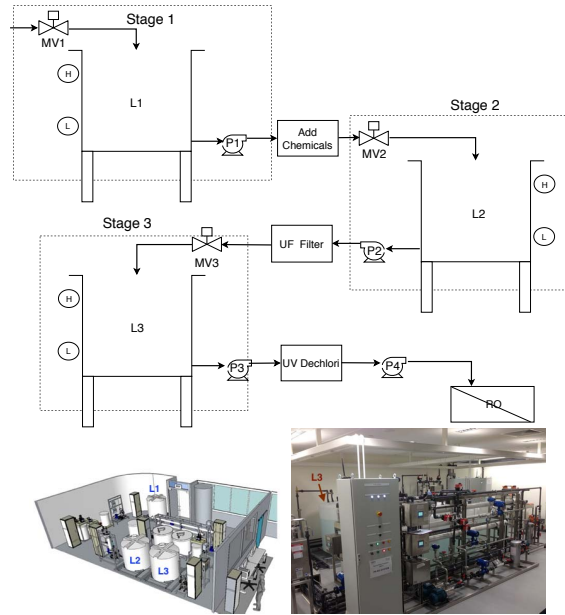 Stage 1
MV1
H
L1
L
P1
Add
Chemicals
MV2
Stage 2
H
L2
L
Stage 3
MV3
UF Filter
P2
H
L3
L
P3
UV Dechlori
P4
RO
L1
L2
L3
L3